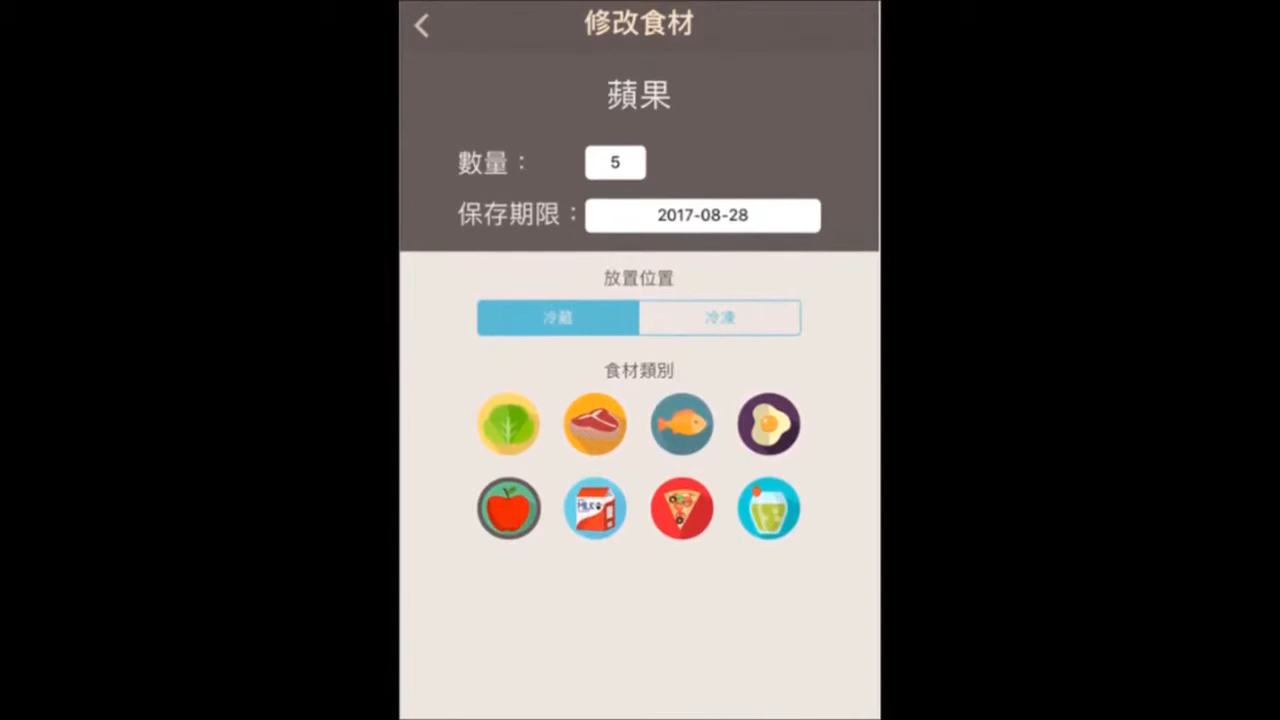 修改食材
蘋果
數量： 5
保存期限： 2017-08-28
放置位置
冷藏 冷凍
食材類別
MILK